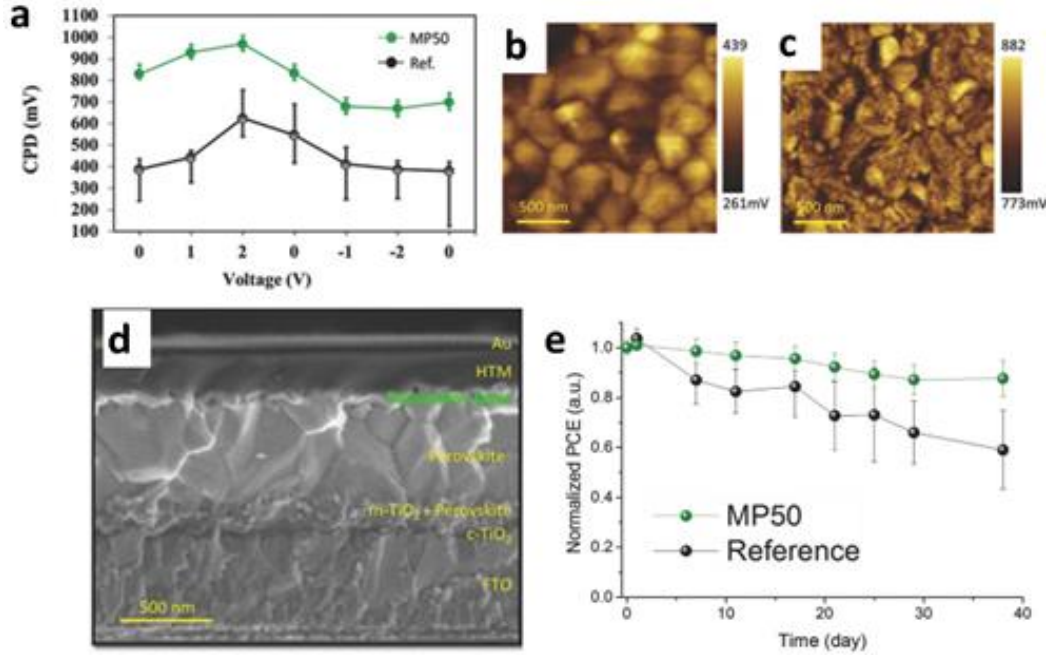 a
1100
1000
900
800
700
600
500
400
300
200
100
CPD (mV)
MP50
Ref.
0 1 2 0 -1 -2 0
Voltage (V)
b
500 nm
439
261mV
c
500 nm
882
773mV
d
Au
HTM
Perovskite
m-TiO₂ + Perovskite
c-TiO₂
FTO
500 nm
e
1.0
0.8
0.6
0.4
0.2
0.0
Normalized PCE (a.u.)
MP50
Reference
0 10 20 30 40
Time (day)